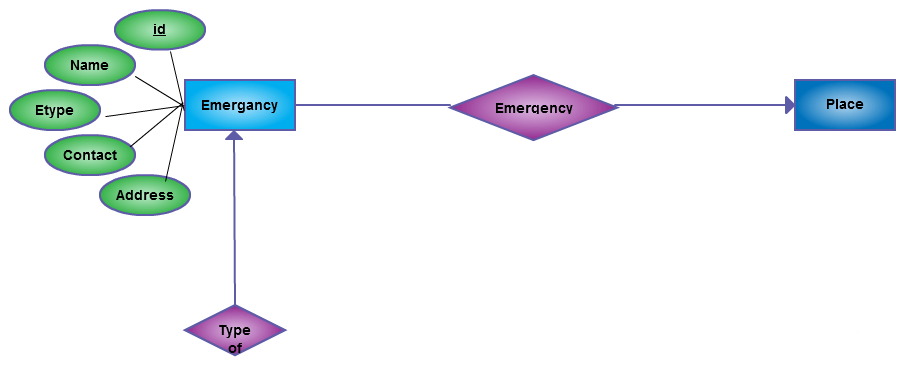 id
Name
Etype
Contact
Address
Emergancy
Emergency
Place
Type
of